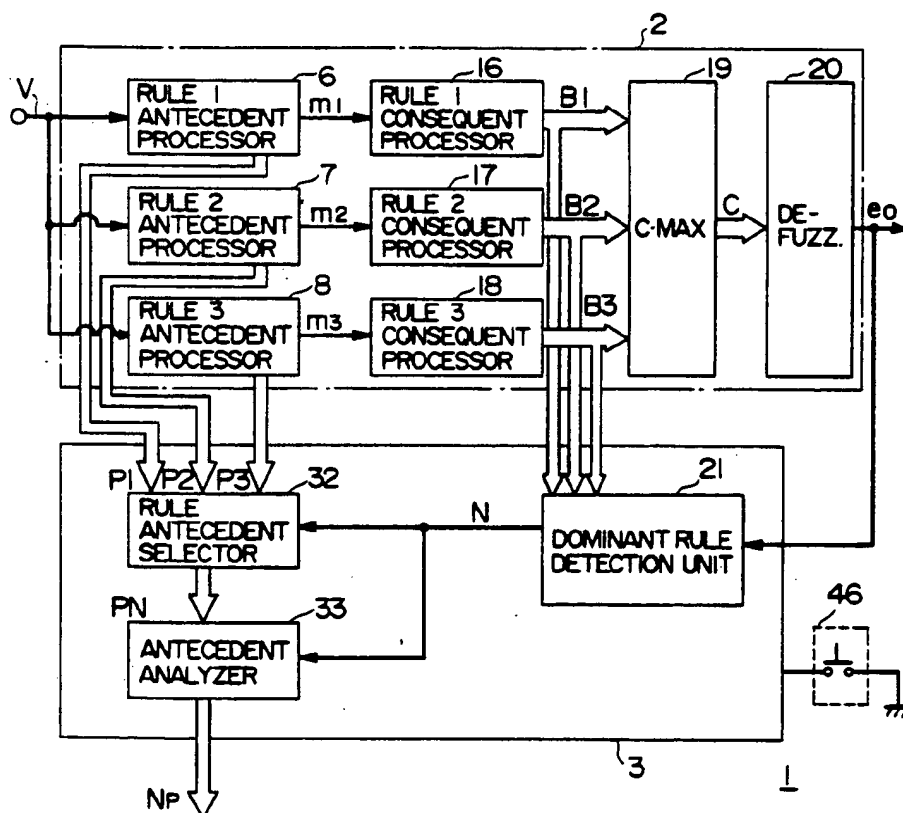 2
6
16
19
20
V
RULE 1
ANTECEDENT
PROCESSOR
m1
RULE 1
CONSEQUENT
PROCESSOR
B1
7
17
RULE 2
ANTECEDENT
PROCESSOR
m2
RULE 2
CONSEQUENT
PROCESSOR
B2
C-MAX
C
DE-
FUZZ.
eo
8
18
RULE 3
ANTECEDENT
PROCESSOR
m3
RULE 3
CONSEQUENT
PROCESSOR
B3
P1
P2
P3
32
21
RULE
ANTECEDENT
SELECTOR
N
DOMINANT RULE
DETECTION UNIT
PN
33
46
ANTECEDENT
ANALYZER
3
1
NP